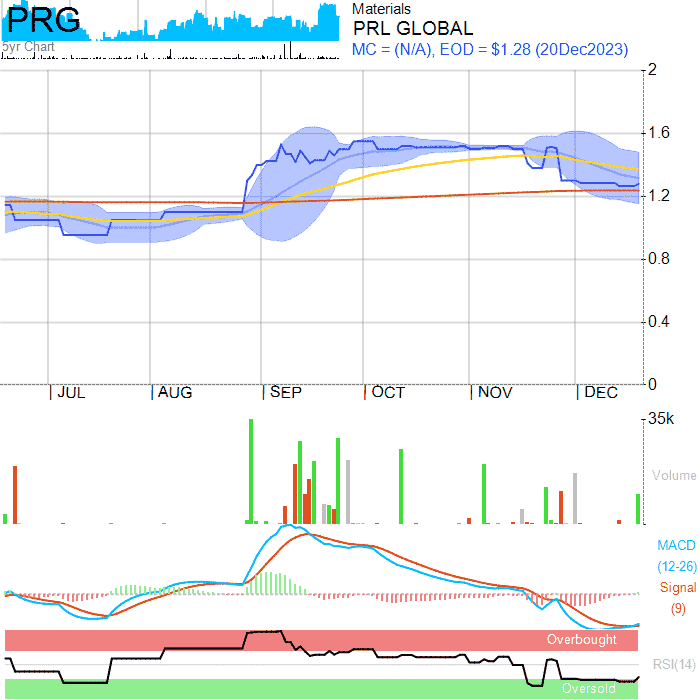 PRG
5yr Chart
Materials
PRL GLOBAL
MC = (N/A), EOD = $1.28 (20Dec2023)
2
1.6
1.2
0.8
0.4
0
JUL
AUG
SEP
OCT
NOV
DEC
35k
Volume
MACD
(12-26)
Signal
(9)
Overbought
RSI(14)
Oversold